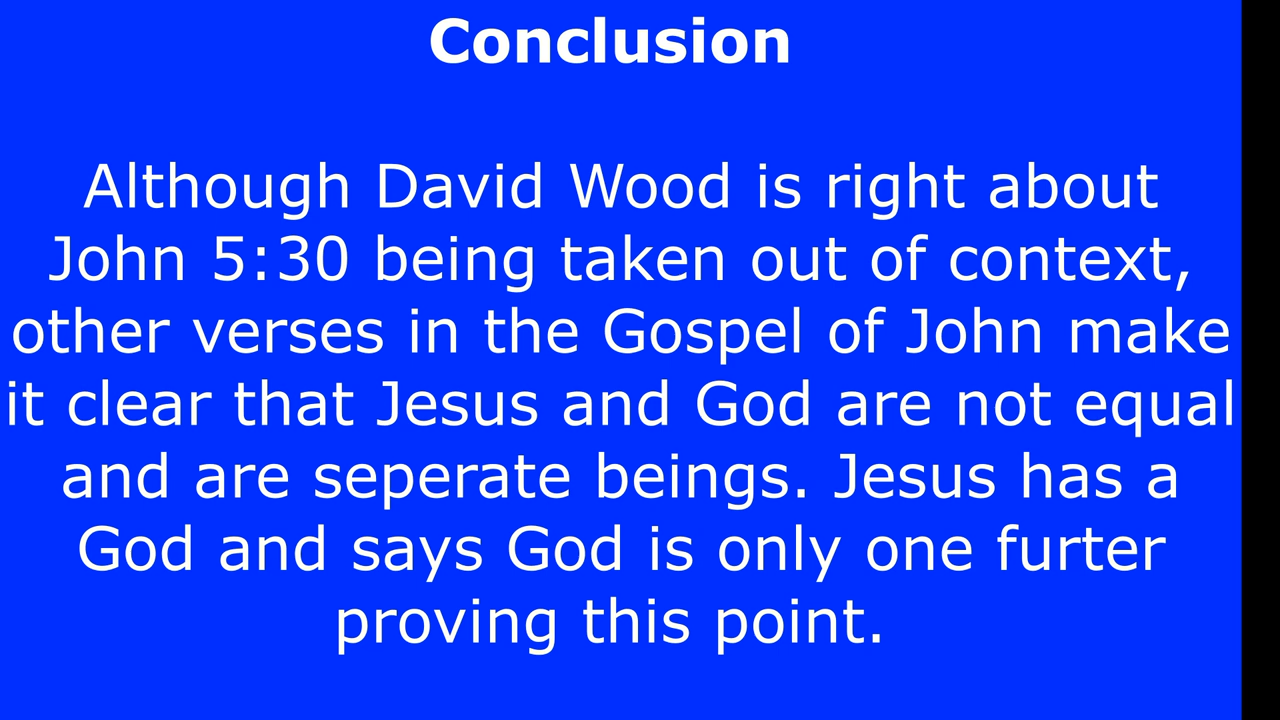 Conclusion
Although David Wood is right about
John 5:30 being taken out of context,
other verses in the Gospel of John make
it clear that Jesus and God are not equal
and are seperate beings. Jesus has a
God and says God is only one furter
proving this point.